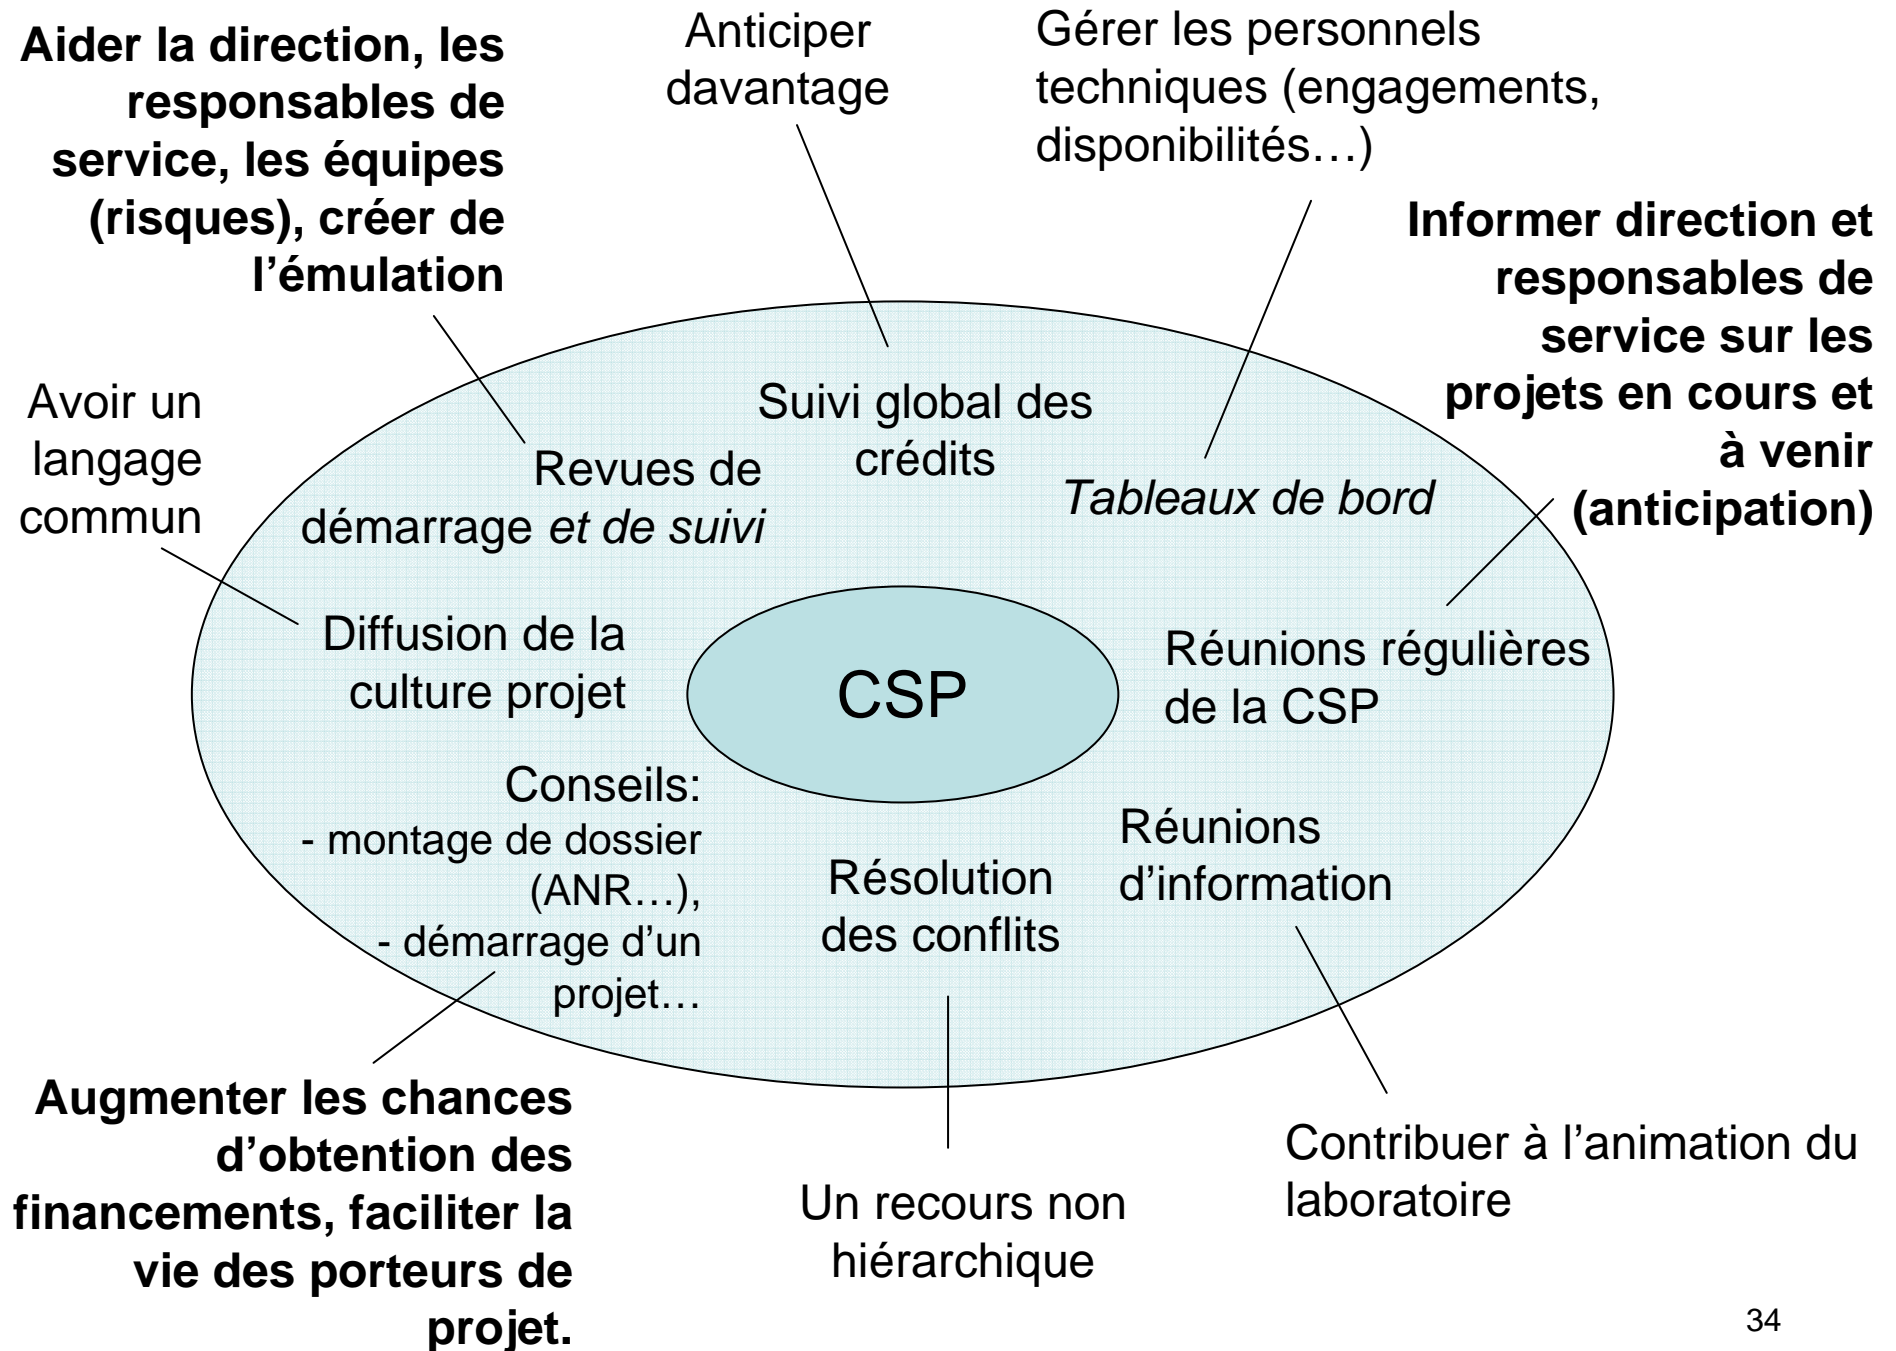 Aider la direction, les
responsables de
service, les équipes
(risques), créer de
l’émulation
Anticiper
davantage
Gérer les personnels
techniques (engagements,
disponibilités…)
Informer direction et
responsables de
service sur les
projets en cours et
à venir
(anticipation)
Avoir un
langage
commun
Suivi global des
crédits
Revues de
démarrage et de suivi
Tableaux de bord
Diffusion de la
culture projet
CSP
Réunions régulières
de la CSP
Conseils:
- montage de dossier
(ANR…),
- démarrage d’un
projet…
Résolution
des conflits
Réunions
d’information
Augmenter les chances
d’obtention des
financements, faciliter la
vie des porteurs de
projet.
Un recours non
hiérarchique
Contribuer à l’animation du
laboratoire
34